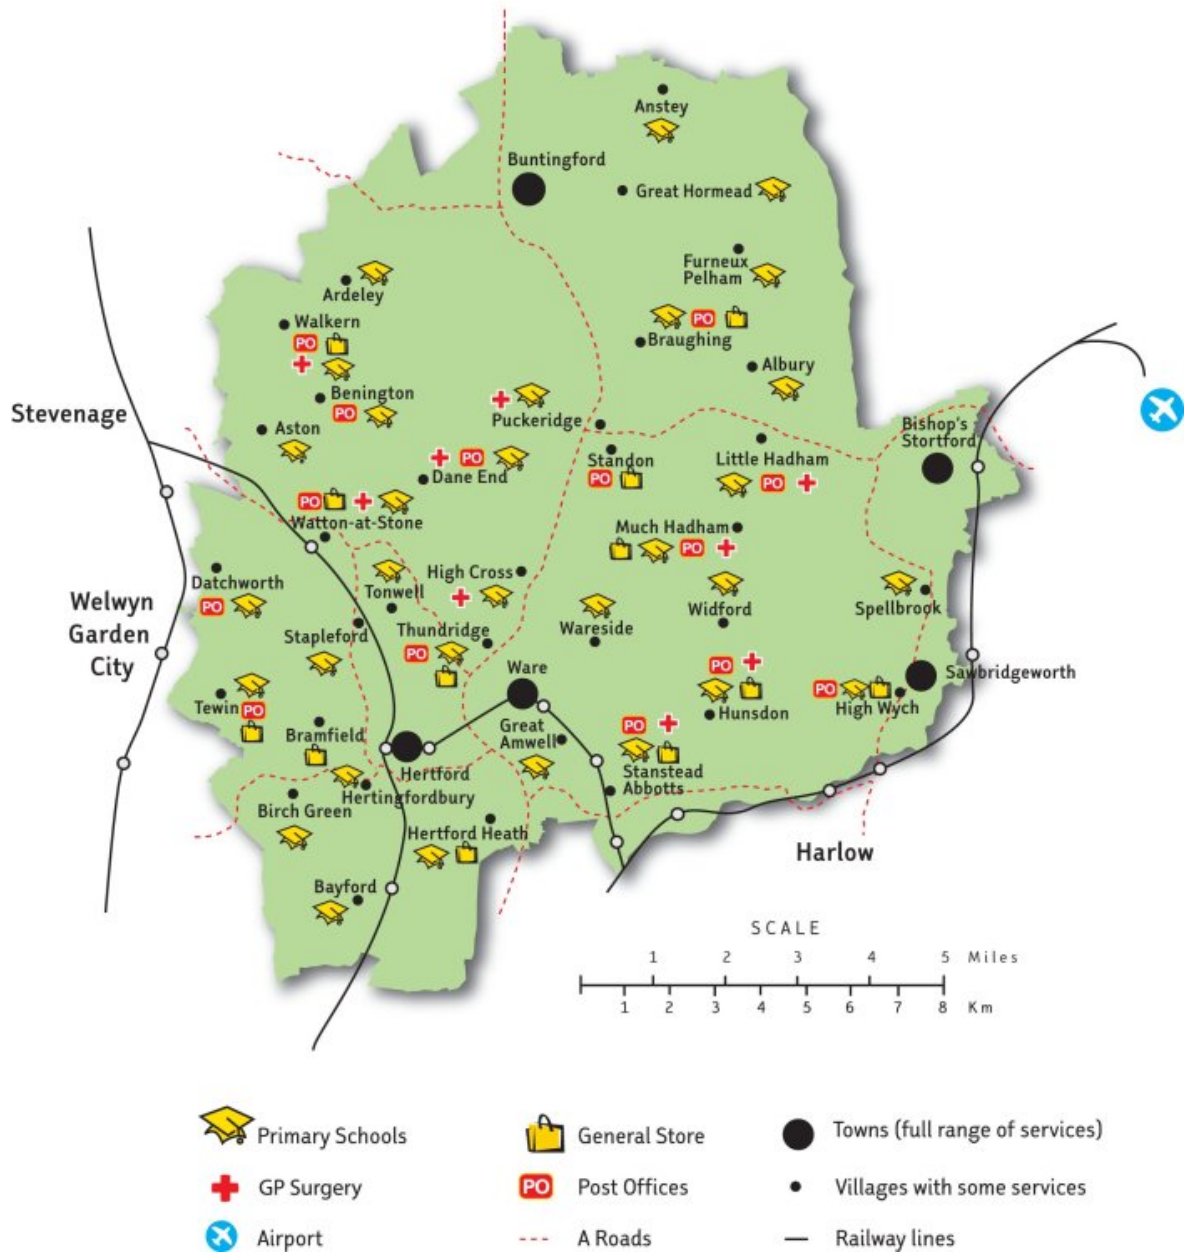 Anstey
Buntingford
Great Hormead
Furneux
Pelham
Ardeley
Walkern
PO
PO
Braughing
Albury
Benington
PO
Stevenage
Puckeridge
Aston
Bishop's
Stortford
Standon
PO
Little Hadham
PO
PO
Dane End
PO
Watton-at-Stone
Much Hadham
PO
Datchworth
PO
High Cross
Tonwell
Welwyn
Garden
City
Widford
Spellbrook
Stapleford
Thundridge
PO
Wareside
Ware
PO
Hunsdon
Sawbridgeworth
PO
High Wych
Tewin
PO
Bramfield
Great
Amwell
PO
Stanstead
Abbotts
Hertford
Hertingfordbury
Birch Green
Hertford Heath
Harlow
Bayford
SCALE
1 2 3 4 5 Miles
1 2 3 4 5 6 7 8 Km
Primary Schools
General Store
Towns (full range of services)
GP Surgery
PO
Post Offices
Villages with some services
Airport
A Roads
Railway lines